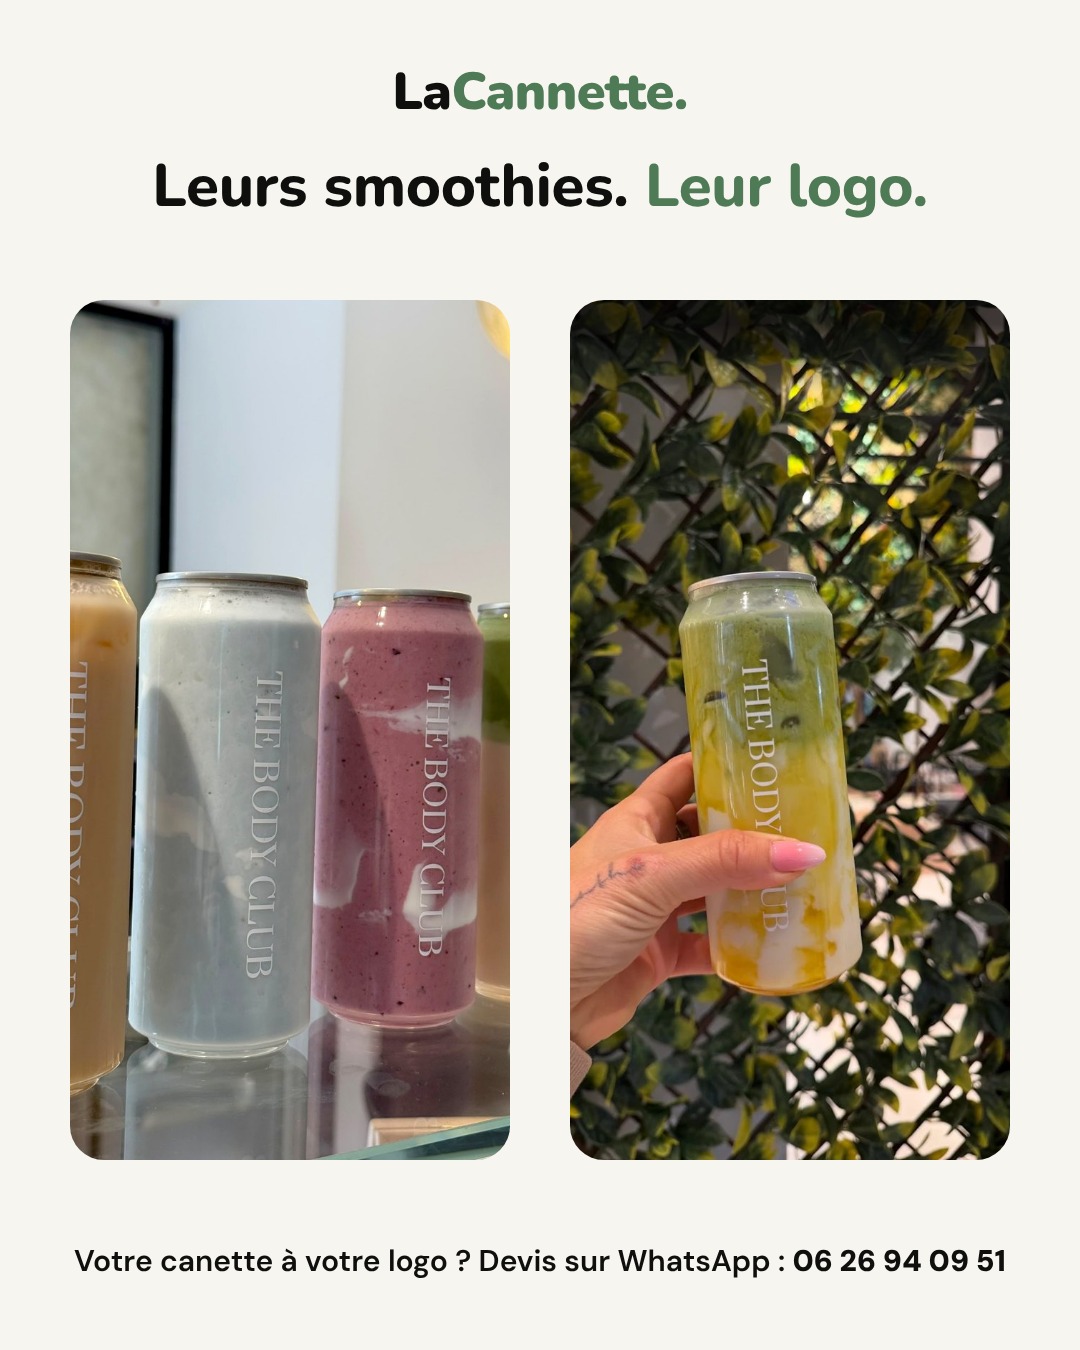 LaCannette.
Leurs smoothies. Leur logo.
THE BODY CLUB
THE BODY CLUB
THE BODY CLUB
THE BODY CLUB
Votre canette à votre logo ? Devis sur WhatsApp : 06 26 94 09 51